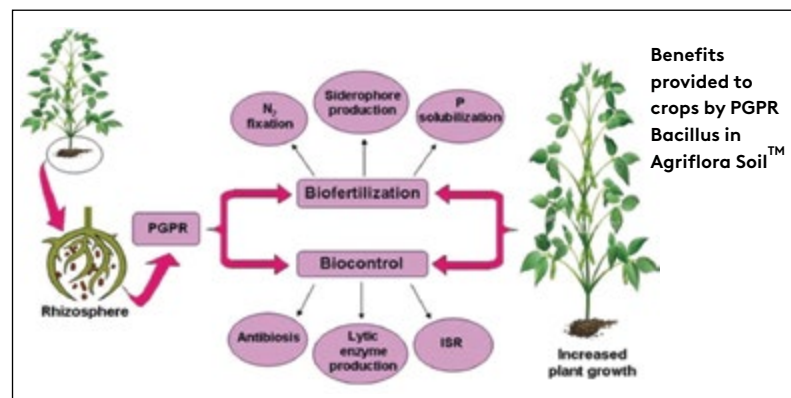 Benefits
provided to
crops by PGPR
Bacillus in
Agriflora Soil™
N₂
fixation
Siderophore
production
P
solubilization
Biofertilization
PGPR
Biocontrol
Rhizosphere
Antibiosis
Lytic
enzyme
production
ISR
Increased
plant growth